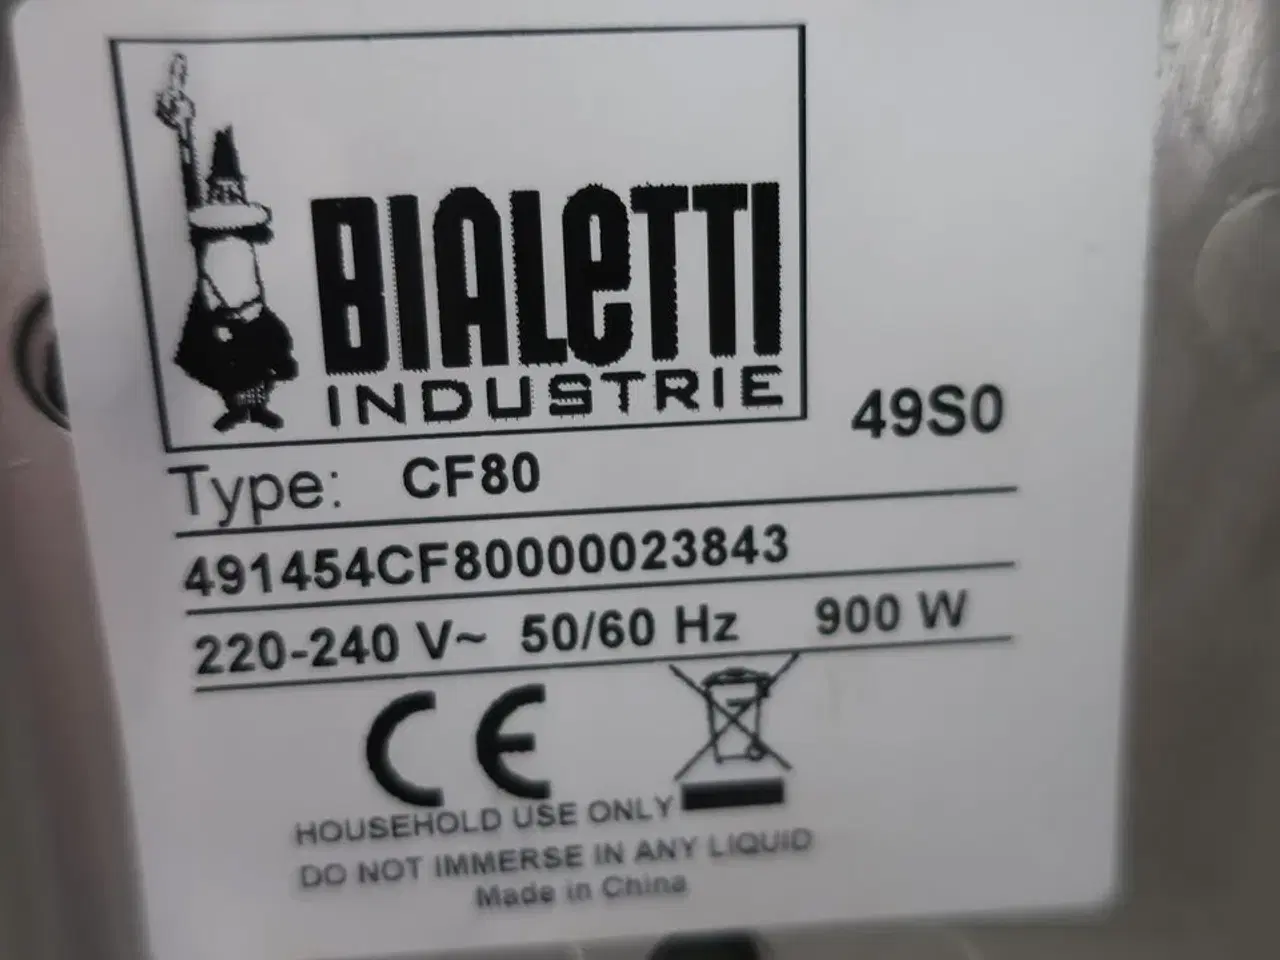 BIALETTI
INDUSTRIE
49S0
Type: CF80
491454CF80000023843
220-240 V~ 50/60 Hz 900 W
CE
HOUSEHOLD USE ONLY
DO NOT IMMERSE IN ANY LIQUID
Made in China